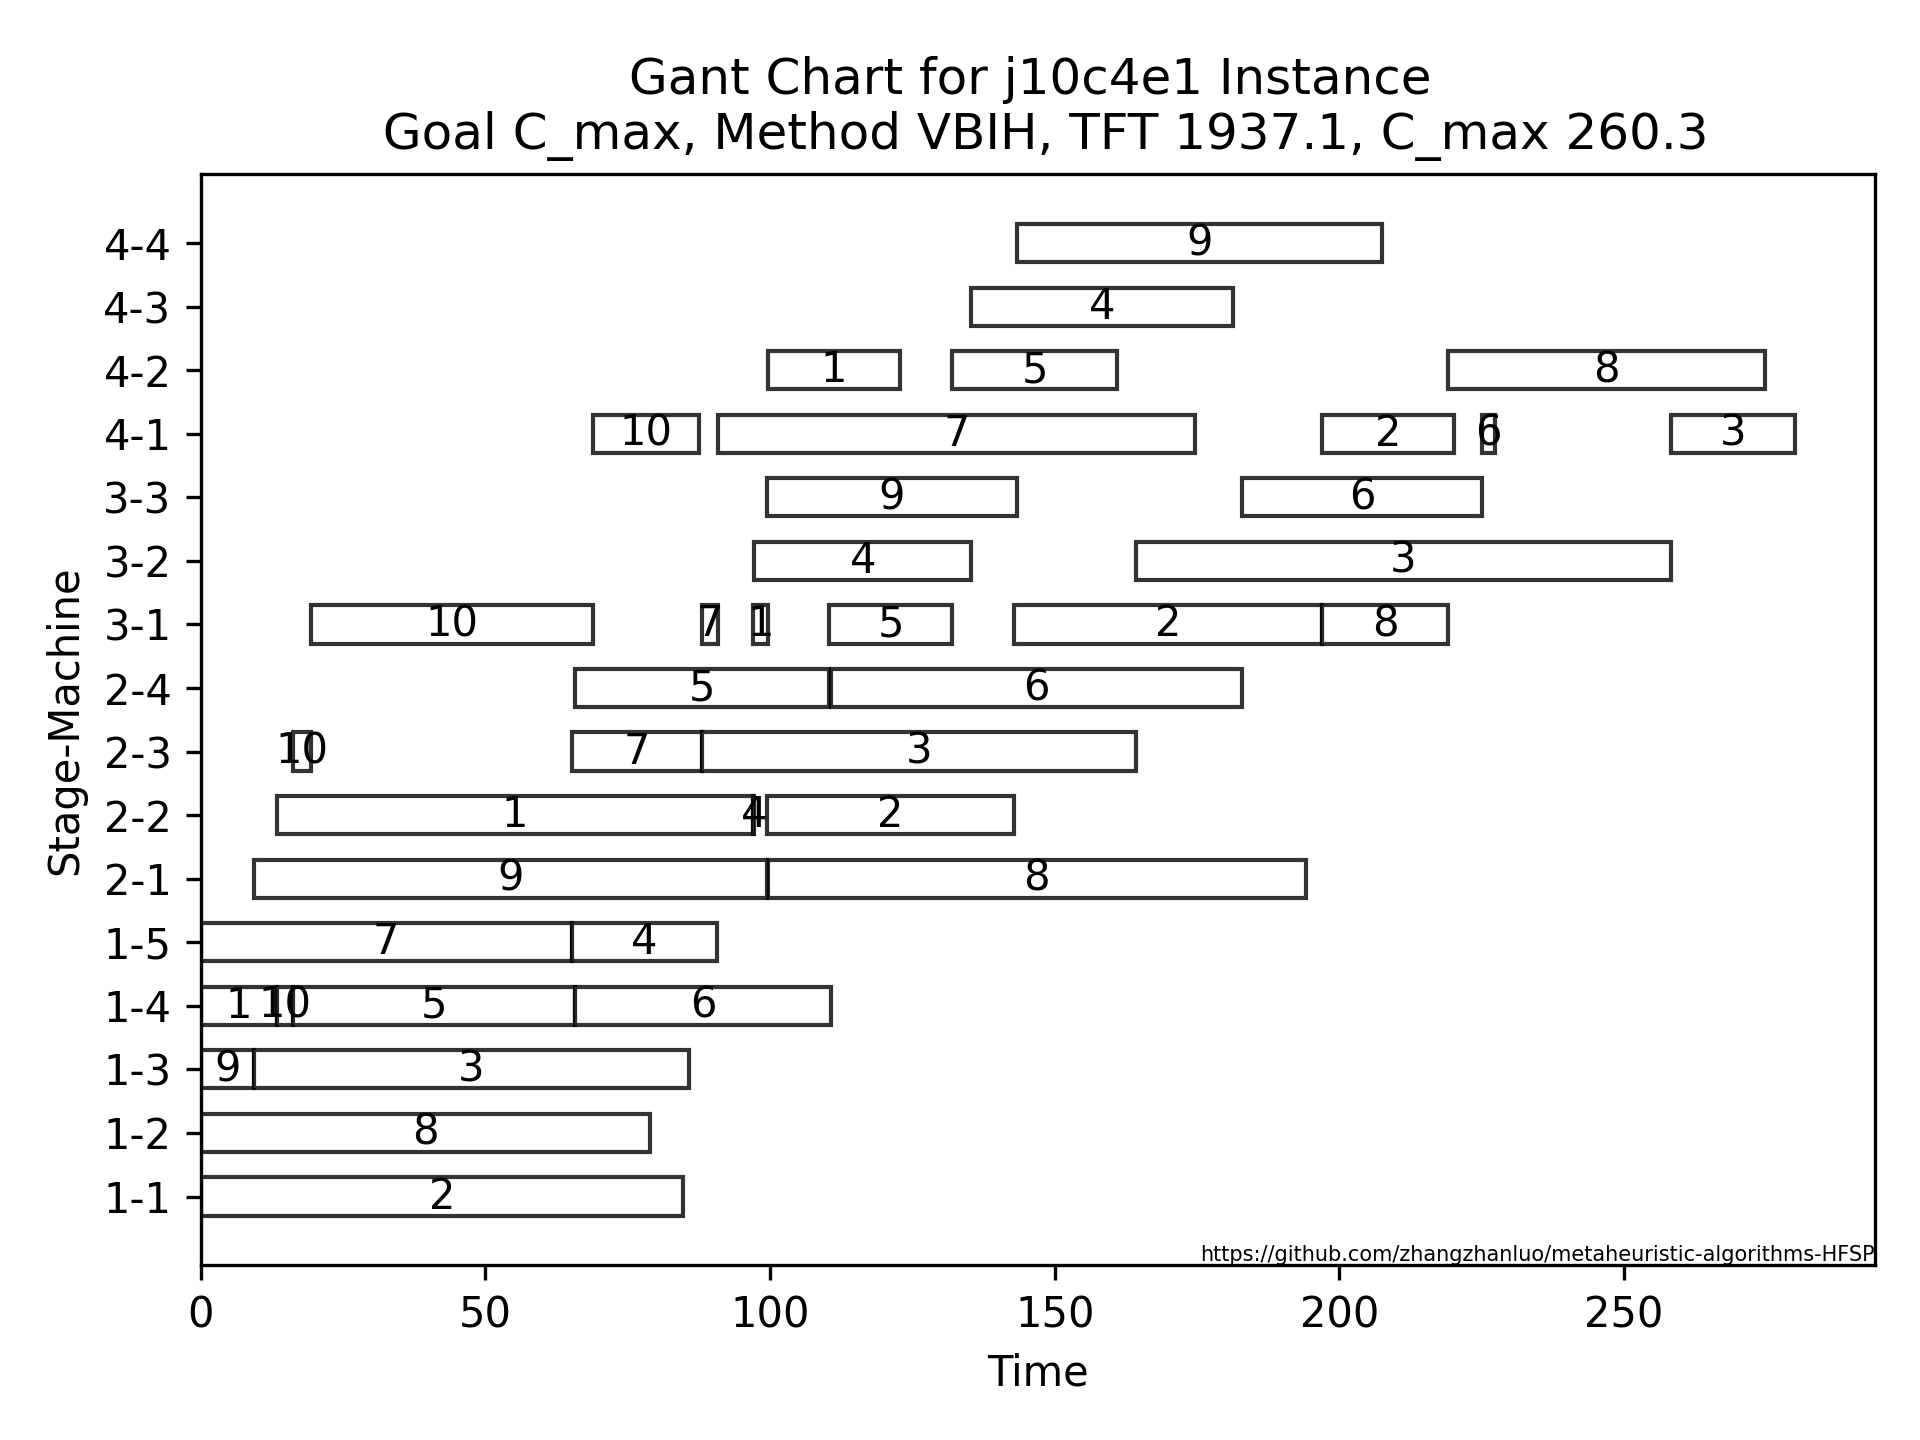 Gant Chart for j10c4e1 Instance
Goal C_max, Method VBIH, TFT 1937.1, C_max 260.3
4-4 9
4-3 4
4-2 1 5 8
4-1 10 7 2 6 3
3-3 9 6
3-2 4 3
3-1 10 7 1 5 2 8
2-4 5 6
2-3 10 7 3
2-2 1 4 2
2-1 9 8
1-5 7 4
1-4 1 10 5 6
1-3 9 3
1-2 8
1-1 2
Stage-Machine
https://github.com/zhangzhanluo/metaheuristic-algorithms-HFSP
0 50 100 150 200 250
Time